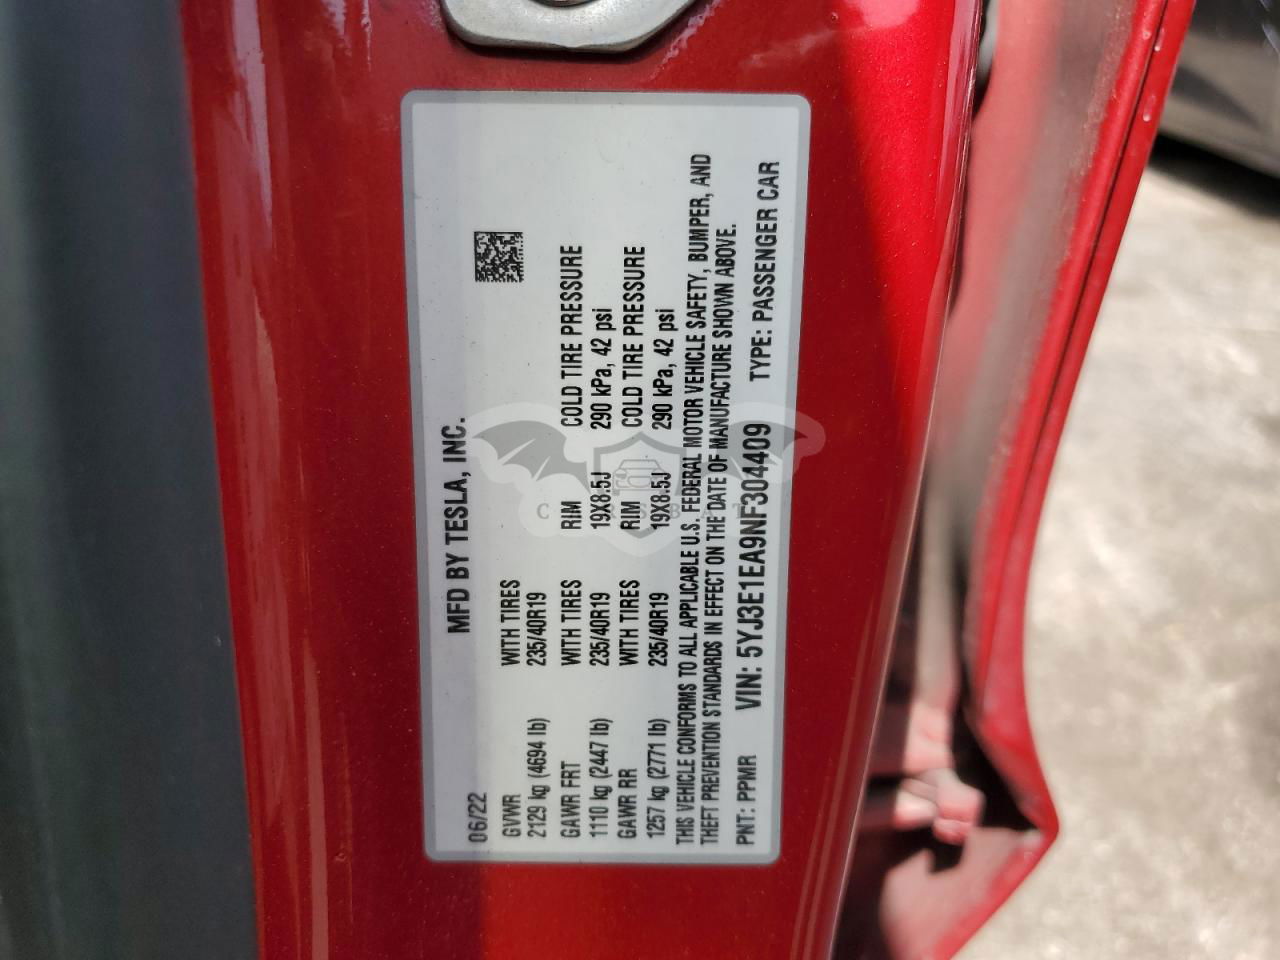 MFD BY TESLA, INC.
06/22
GVWR WITH TIRES RIM COLD TIRE PRESSURE
2129 kg (4694 lb) 235/40R19
GAWR FRT WITH TIRES RIM COLD TIRE PRESSURE
1110 kg (2447 lb) 235/40R19 19X8.5J 290 kPa, 42 psi
GAWR RR WITH TIRES RIM COLD TIRE PRESSURE
1257 kg (2771 lb) 235/40R19 19X8.5J 290 kPa, 42 psi
THIS VEHICLE CONFORMS TO ALL APPLICABLE U.S. FEDERAL MOTOR VEHICLE SAFETY, BUMPER, AND
THEFT PREVENTION STANDARDS IN EFFECT ON THE DATE OF MANUFACTURE SHOWN ABOVE.
PNT: PPMR VIN: 5YJ3E1EA9NF304409 TYPE: PASSENGER CAR